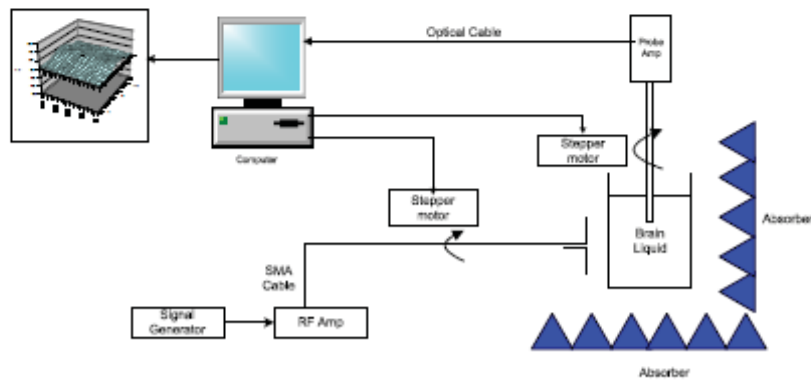 Optical Cable
Probe
Amp
Computer
Stepper
motor
Stepper
motor
Brain
Liquid
Absorber
SMA
Cable
Signal
Generator
RF Amp
Absorber